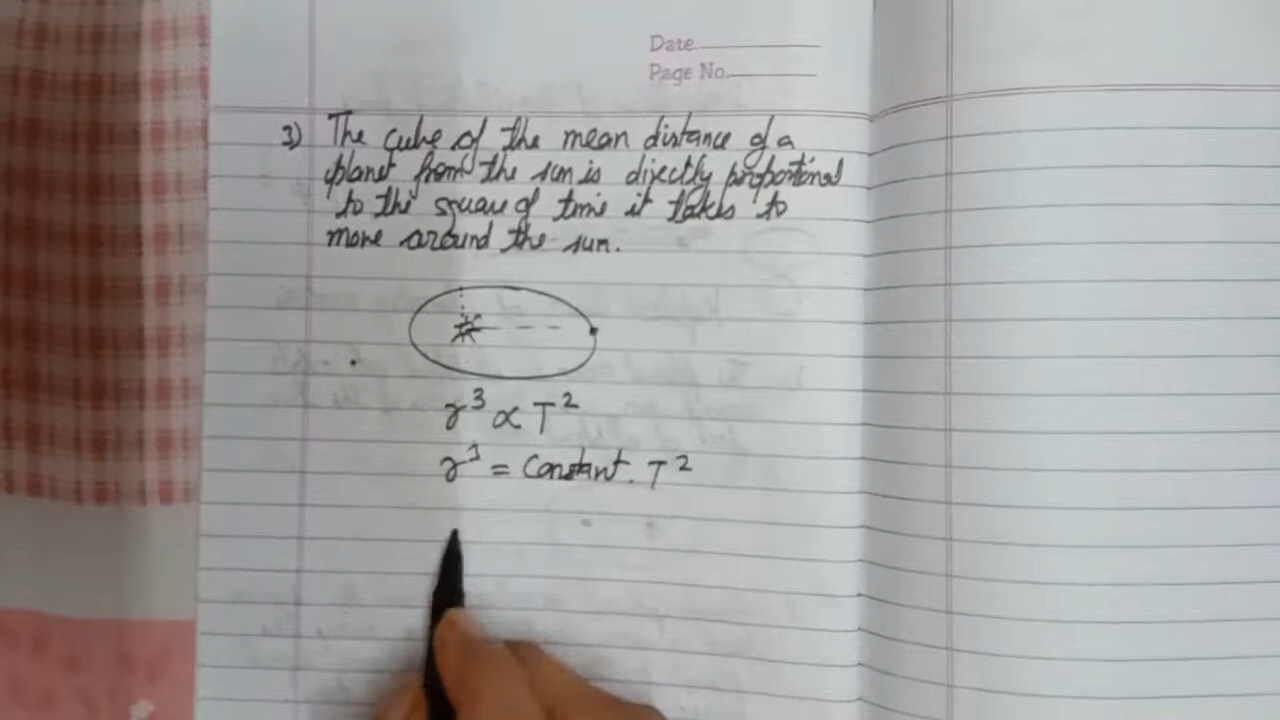 Date
Page No.
3) The cube of the mean distance of a
planet from the sun is directly proportional
to the square of time it takes to
move around the sun.
r³ ∝ T²
r³ = Constant. T²